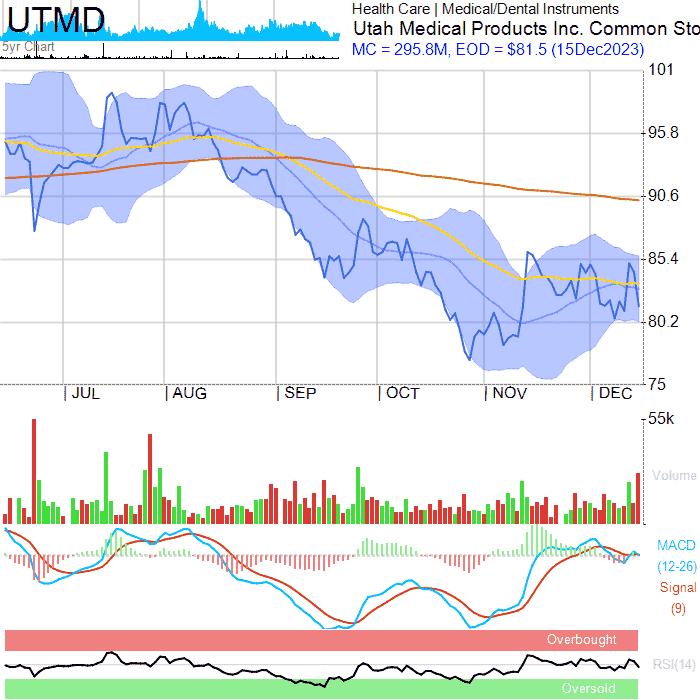 UTMD
5yr Chart
Health Care | Medical/Dental Instruments
Utah Medical Products Inc. Common Sto
MC = 295.8M, EOD = $81.5 (15Dec2023)
101
95.8
90.6
85.4
80.2
75
JUL AUG SEP OCT NOV DEC
55k
Volume
MACD
(12-26)
Signal
(9)
Overbought
RSI(14)
Oversold